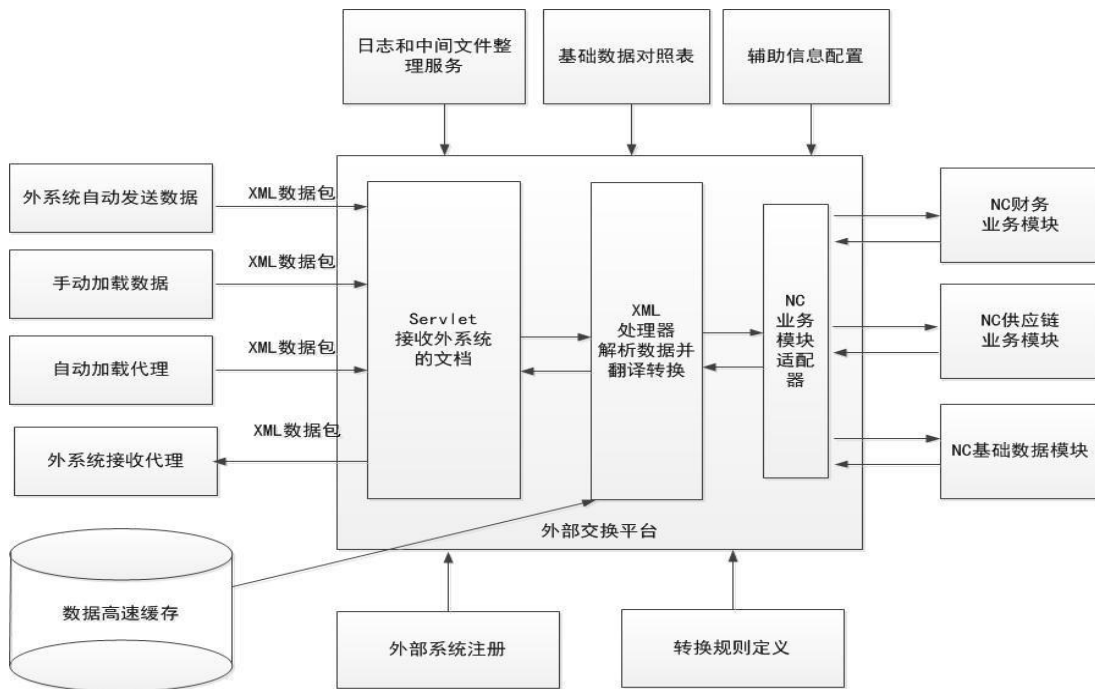 日志和中间文件整
理服务
基础数据对照表
辅助信息配置
外系统自动发送数据
XML数据包
手动加载数据
XML数据包
自动加载代理
XML数据包
外系统接收代理
XML数据包
Servlet
接收外系统
的文档
XML
处理器
解析数据并
翻译转换
NC
业务
模块
适配
器
NC财务
业务模块
NC供应链
业务模块
NC基础数据模块
外部交换平台
数据高速缓存
外部系统注册
转换规则定义